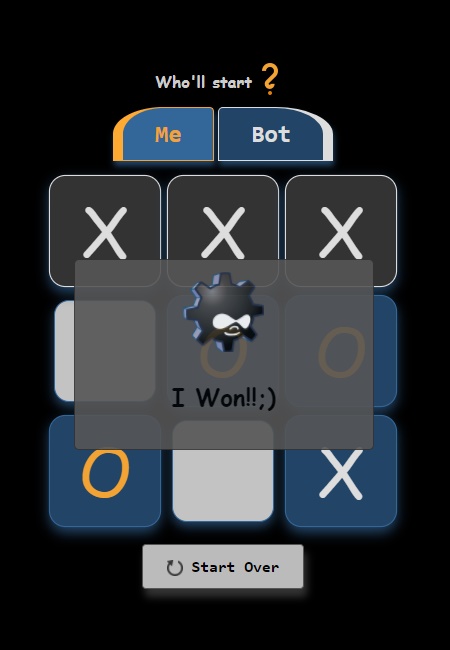 Who'll start ?
Me Bot
X X X
O O
I Won!!;)
O X
Start Over